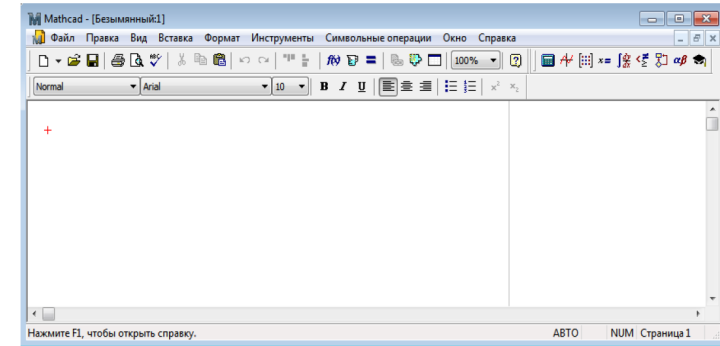 Mathcad - [Безымянный:1]
Файл Правка Вид Вставка Формат Инструменты Символьные операции Окно Справка
100%
Normal Arial 10 B I U
Нажмите F1, чтобы открыть справку. АВТО NUM Страница 1